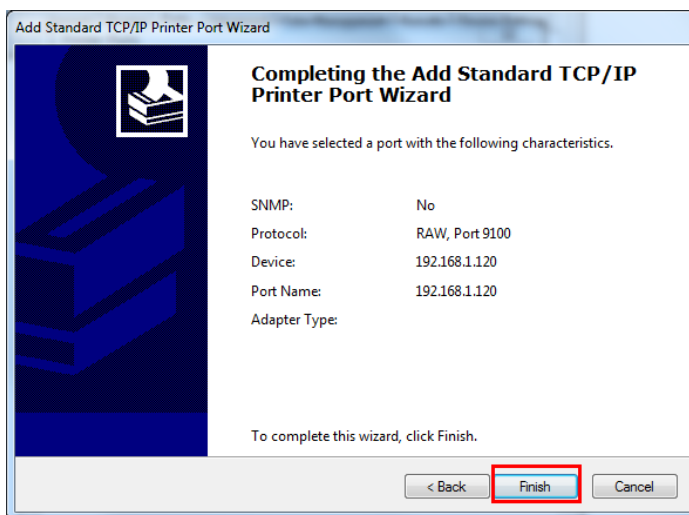 Add Standard TCP/IP Printer Port Wizard
Completing the Add Standard TCP/IP
Printer Port Wizard
You have selected a port with the following characteristics.
SNMP: No
Protocol: RAW, Port 9100
Device: 192.168.1.120
Port Name: 192.168.1.120
Adapter Type:
To complete this wizard, click Finish.
< Back Finish Cancel